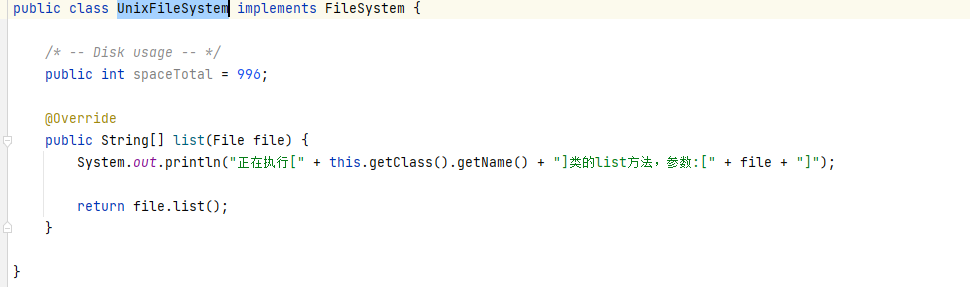 public class UnixFileSystem implements FileSystem {
/* -- Disk usage -- */
public int spaceTotal = 996;
@Override
public String[] list(File file) {
System.out.println("正在执行[" + this.getClass().getName() + "]类的list方法，参数:[" + file + "]");
return file.list();
}
}